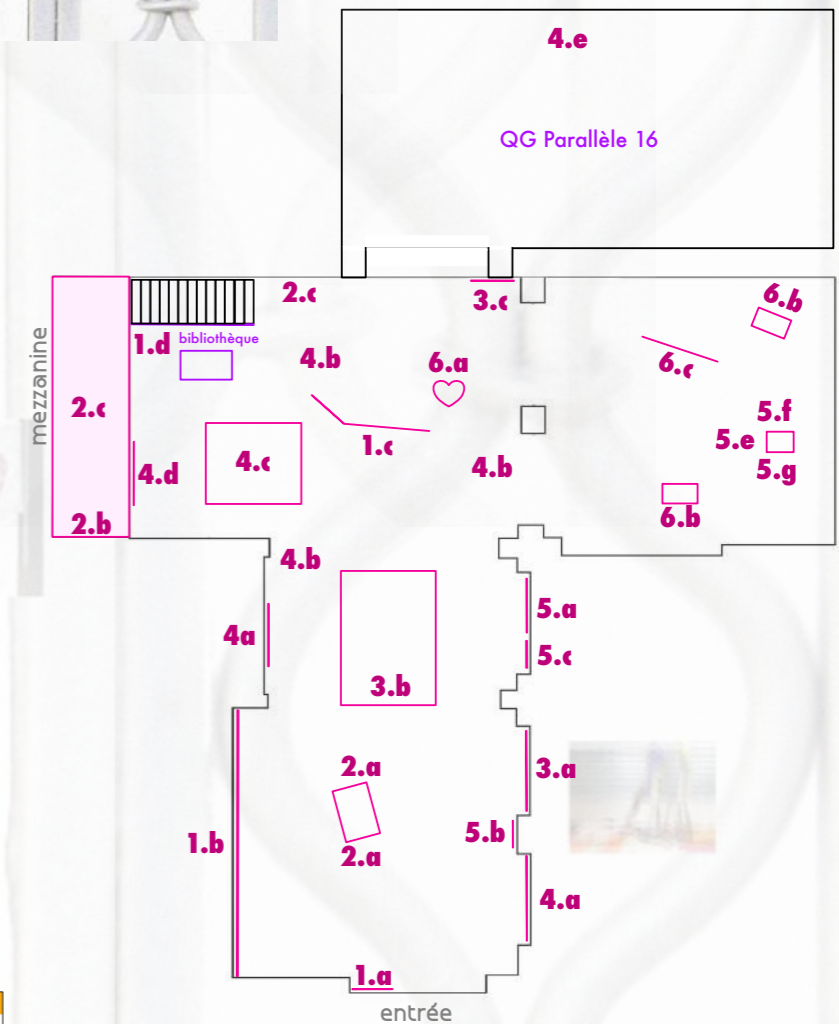 4.e
QG Parallèle 16
2.c
3.c
6.b
1.d
bibliothèque
4.b
6.a
6.c
mezzanine
2.c
5.f
1.c
5.e
4.c
4.d
4.b
5.g
2.b
6.b
4.b
5.a
4a
5.c
3.b
2.a
3.a
1.b
5.b
2.a
4.a
1.a
entrée